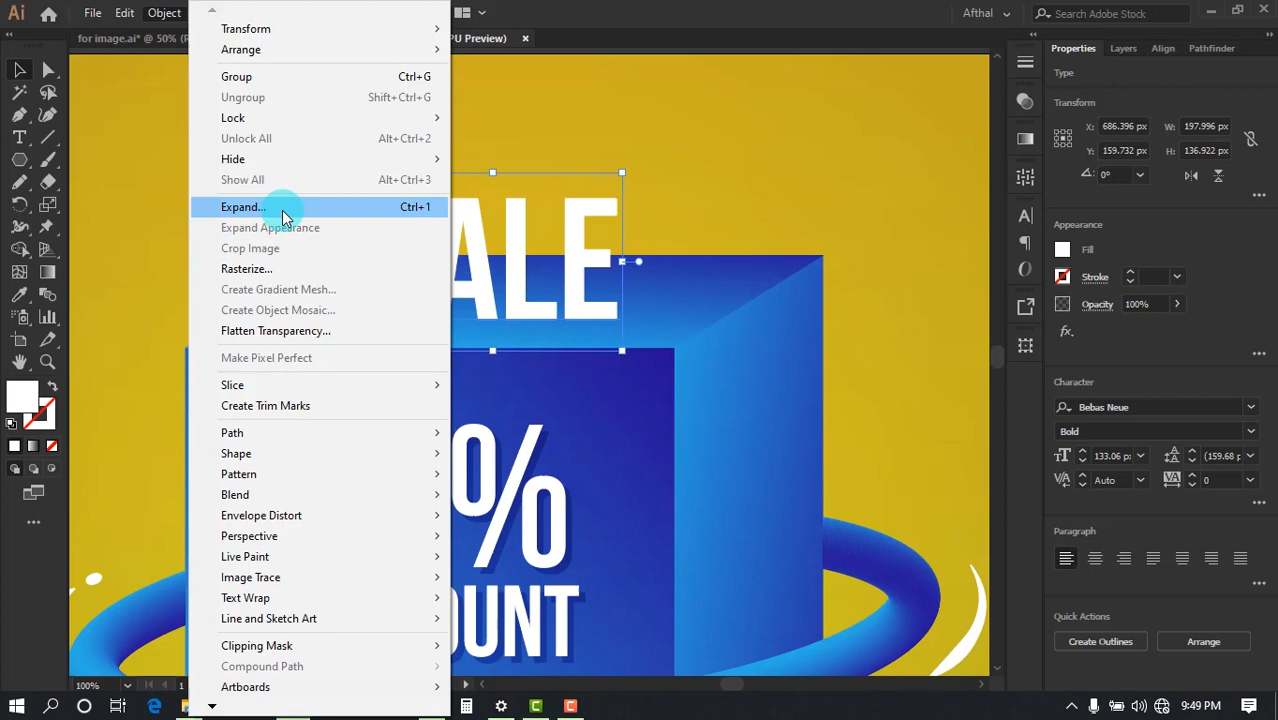 Ai
File
Edit
Object
Afthal
Search Adobe Stock
for image.ai* @ 50% (R
PU Preview)
Transform
Arrange
Group Ctrl+G
Ungroup Shift+Ctrl+G
Lock
Unlock All Alt+Ctrl+2
Hide
Show All Alt+Ctrl+3
Expand... Ctrl+1
Expand Appearance
Crop Image
Rasterize...
Create Gradient Mesh...
Create Object Mosaic...
Flatten Transparency...
Make Pixel Perfect
Slice
Create Trim Marks
Path
Shape
Pattern
Blend
Envelope Distort
Perspective
Live Paint
Image Trace
Text Wrap
Line and Sketch Art
Clipping Mask
Compound Path
Artboards
ALE
%
OUNT
Properties
Layers
Align
Pathfinder
Type
Transform
X: 686.396 px
W: 197.996 px
Y: 159.732 px
H: 136.922 px
0°
Appearance
Fill
Stroke
Opacity 100%
fx.
Character
Bebas Neue
Bold
133.06 p
(159.68 p
Auto
0
Paragraph
Quick Actions
Create Outlines
Arrange
100%
1
9:49 PM